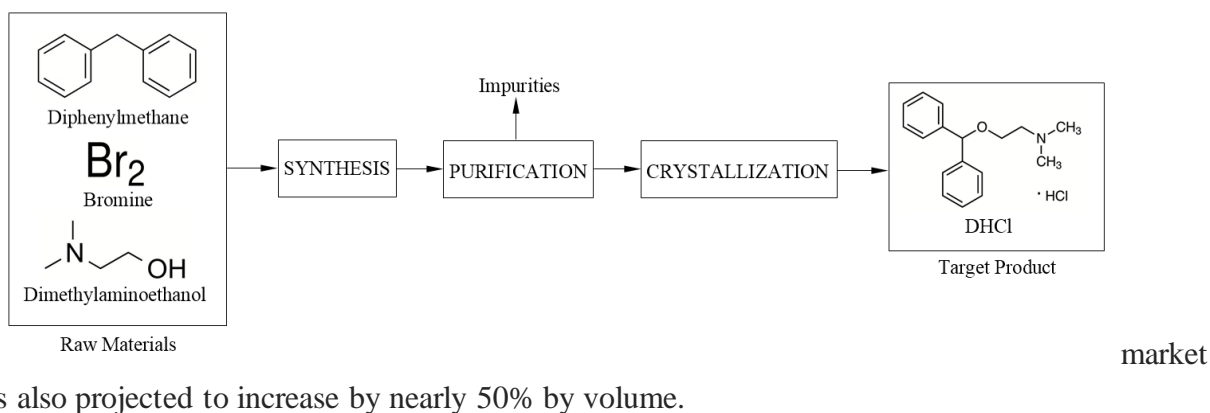 Diphenylmethane
Br2
Bromine
N
OH
Dimethylaminoethanol
Raw Materials
SYNTHESIS
Impurities
PURIFICATION
CRYSTALLIZATION
O
N
CH3
CH3
· HCl
DHCl
Target Product
market
s also projected to increase by nearly 50% by volume.